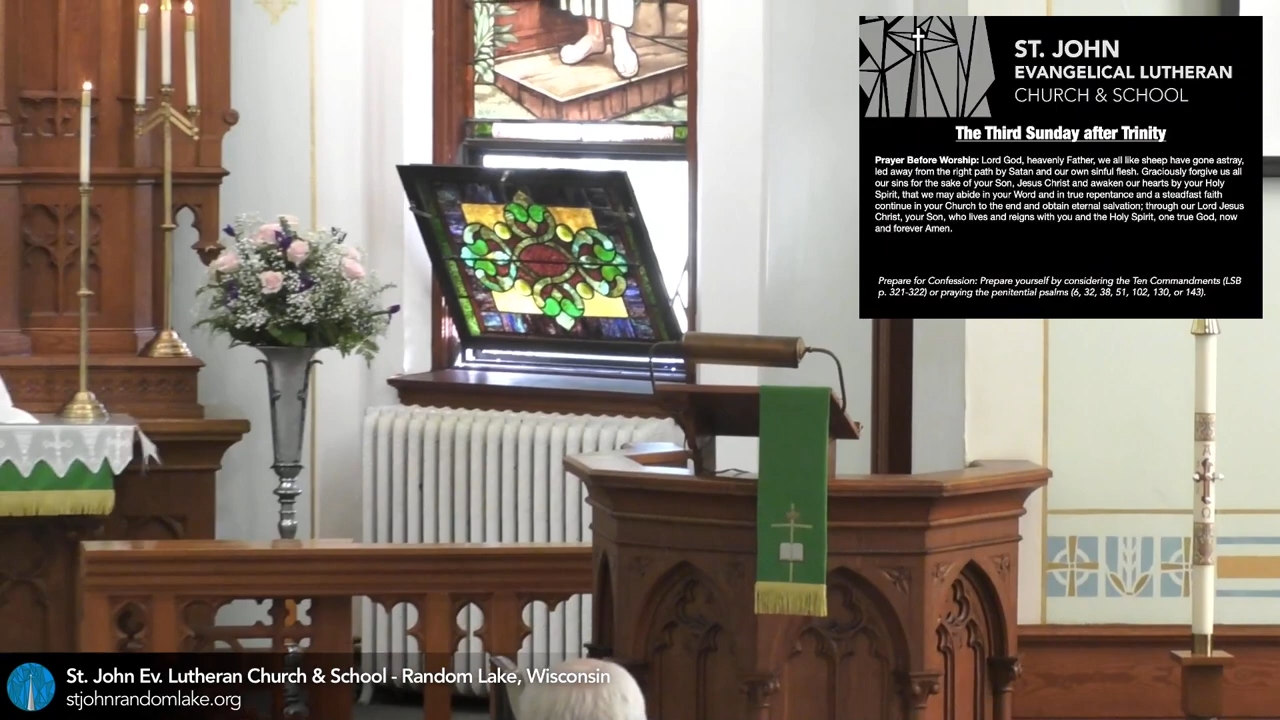 ST. JOHN
EVANGELICAL LUTHERAN
CHURCH & SCHOOL
The Third Sunday after Trinity
Prayer Before Worship: Lord God, heavenly Father, we all like sheep have gone astray,
led away from the right path by Satan and our own sinful flesh. Graciously forgive us all
our sins for the sake of your Son, Jesus Christ and awaken our hearts by your Holy
Spirit, that we may abide in your Word and in true repentance and a steadfast faith
continue in your Church to the end and obtain eternal salvation; through our Lord Jesus
Christ, your Son, who lives and reigns with you and the Holy Spirit, one true God, now
and forever Amen.
Prepare for Confession: Prepare yourself by considering the Ten Commandments (LSB
p. 321-322) or praying the penitential psalms (6, 32, 38, 51, 102, 130, or 143).
St. John Ev. Lutheran Church & School - Random Lake, Wisconsin
stjohnrandomlake.org